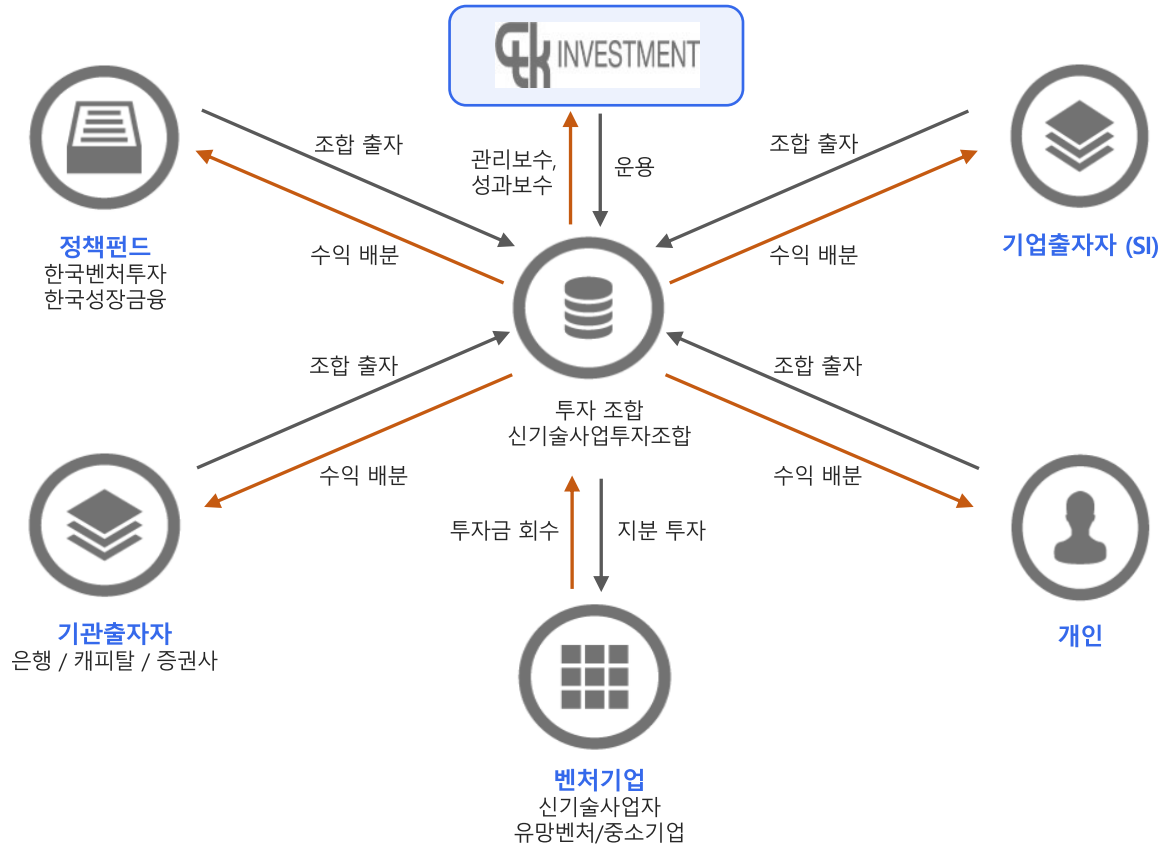 CTK INVESTMENT
조합 출자
관리보수,
성과보수
운용
조합 출자
정책펀드
한국벤처투자
한국성장금융
수익 배분
수익 배분
기업출자자 (SI)
조합 출자
조합 출자
투자 조합
신기술사업투자조합
수익 배분
수익 배분
투자금 회수
지분 투자
기관출자자
은행 / 캐피탈 / 증권사
개인
벤처기업
신기술사업자
유망벤처/중소기업